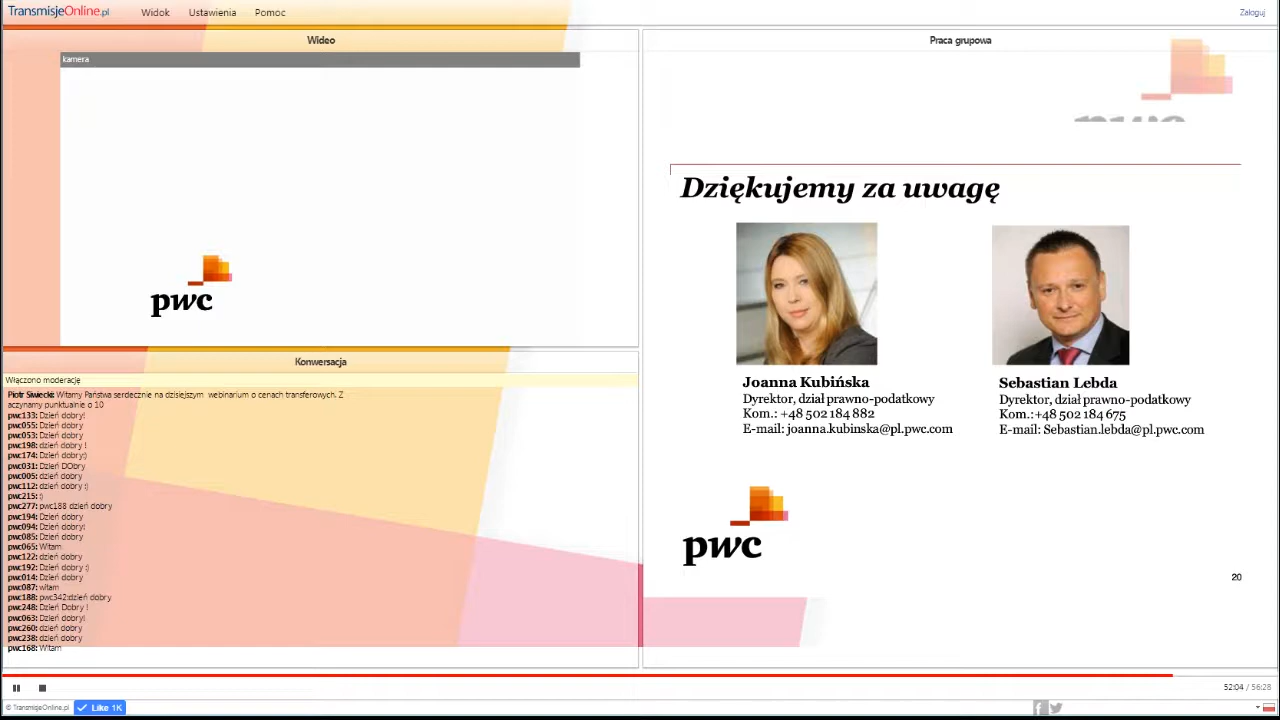 TransmisjeOnline.pl Widok Ustawienia Pomoc Zaloguj
Wideo
kamera
pwc
Konwersacja
Włączono moderację
Piotr Siwiecki: Witamy Państwa serdecznie na dzisiejszym webinarium o cenach transferowych. Z
aczynamy punktualnie o 10
pwc133: Dzień dobry!
pwc055: Dzień dobry
pwc053: Dzień dobry
pwc198: dzień dobry !
pwc174: Dzień dobry:)
pwc031: Dzień DObry
pwc005: dzień dobry
pwc112: dzień dobry :)
pwc215: :)
pwc277: pwc188 dzień dobry
pwc194: Dzień dobry
pwc094: Dzień dobry!
pwc085: Dzień dobry
pwc065: Witam
pwc122: dzień dobry
pwc192: Dzień dobry :)
pwc014: Dzień dobry
pwc087: witam
pwc188: pwc342:dzień dobry
pwc248: Dzień Dobry !
pwc063: Dzień dobry!
pwc260: dzień dobry
pwc238: dzień dobry
pwc168: Witam
Praca grupowa
pwc
Dziękujemy za uwagę
Joanna Kubińska
Dyrektor, dział prawno-podatkowy
Kom.: +48 502 184 882
E-mail: joanna.kubinska@pl.pwc.com
Sebastian Lebda
Dyrektor, dział prawno-podatkowy
Kom.:+48 502 184 675
E-mail: Sebastian.lebda@pl.pwc.com
pwc
20
52:04 / 56:28
© TransmisjeOnline.pl Like 1K